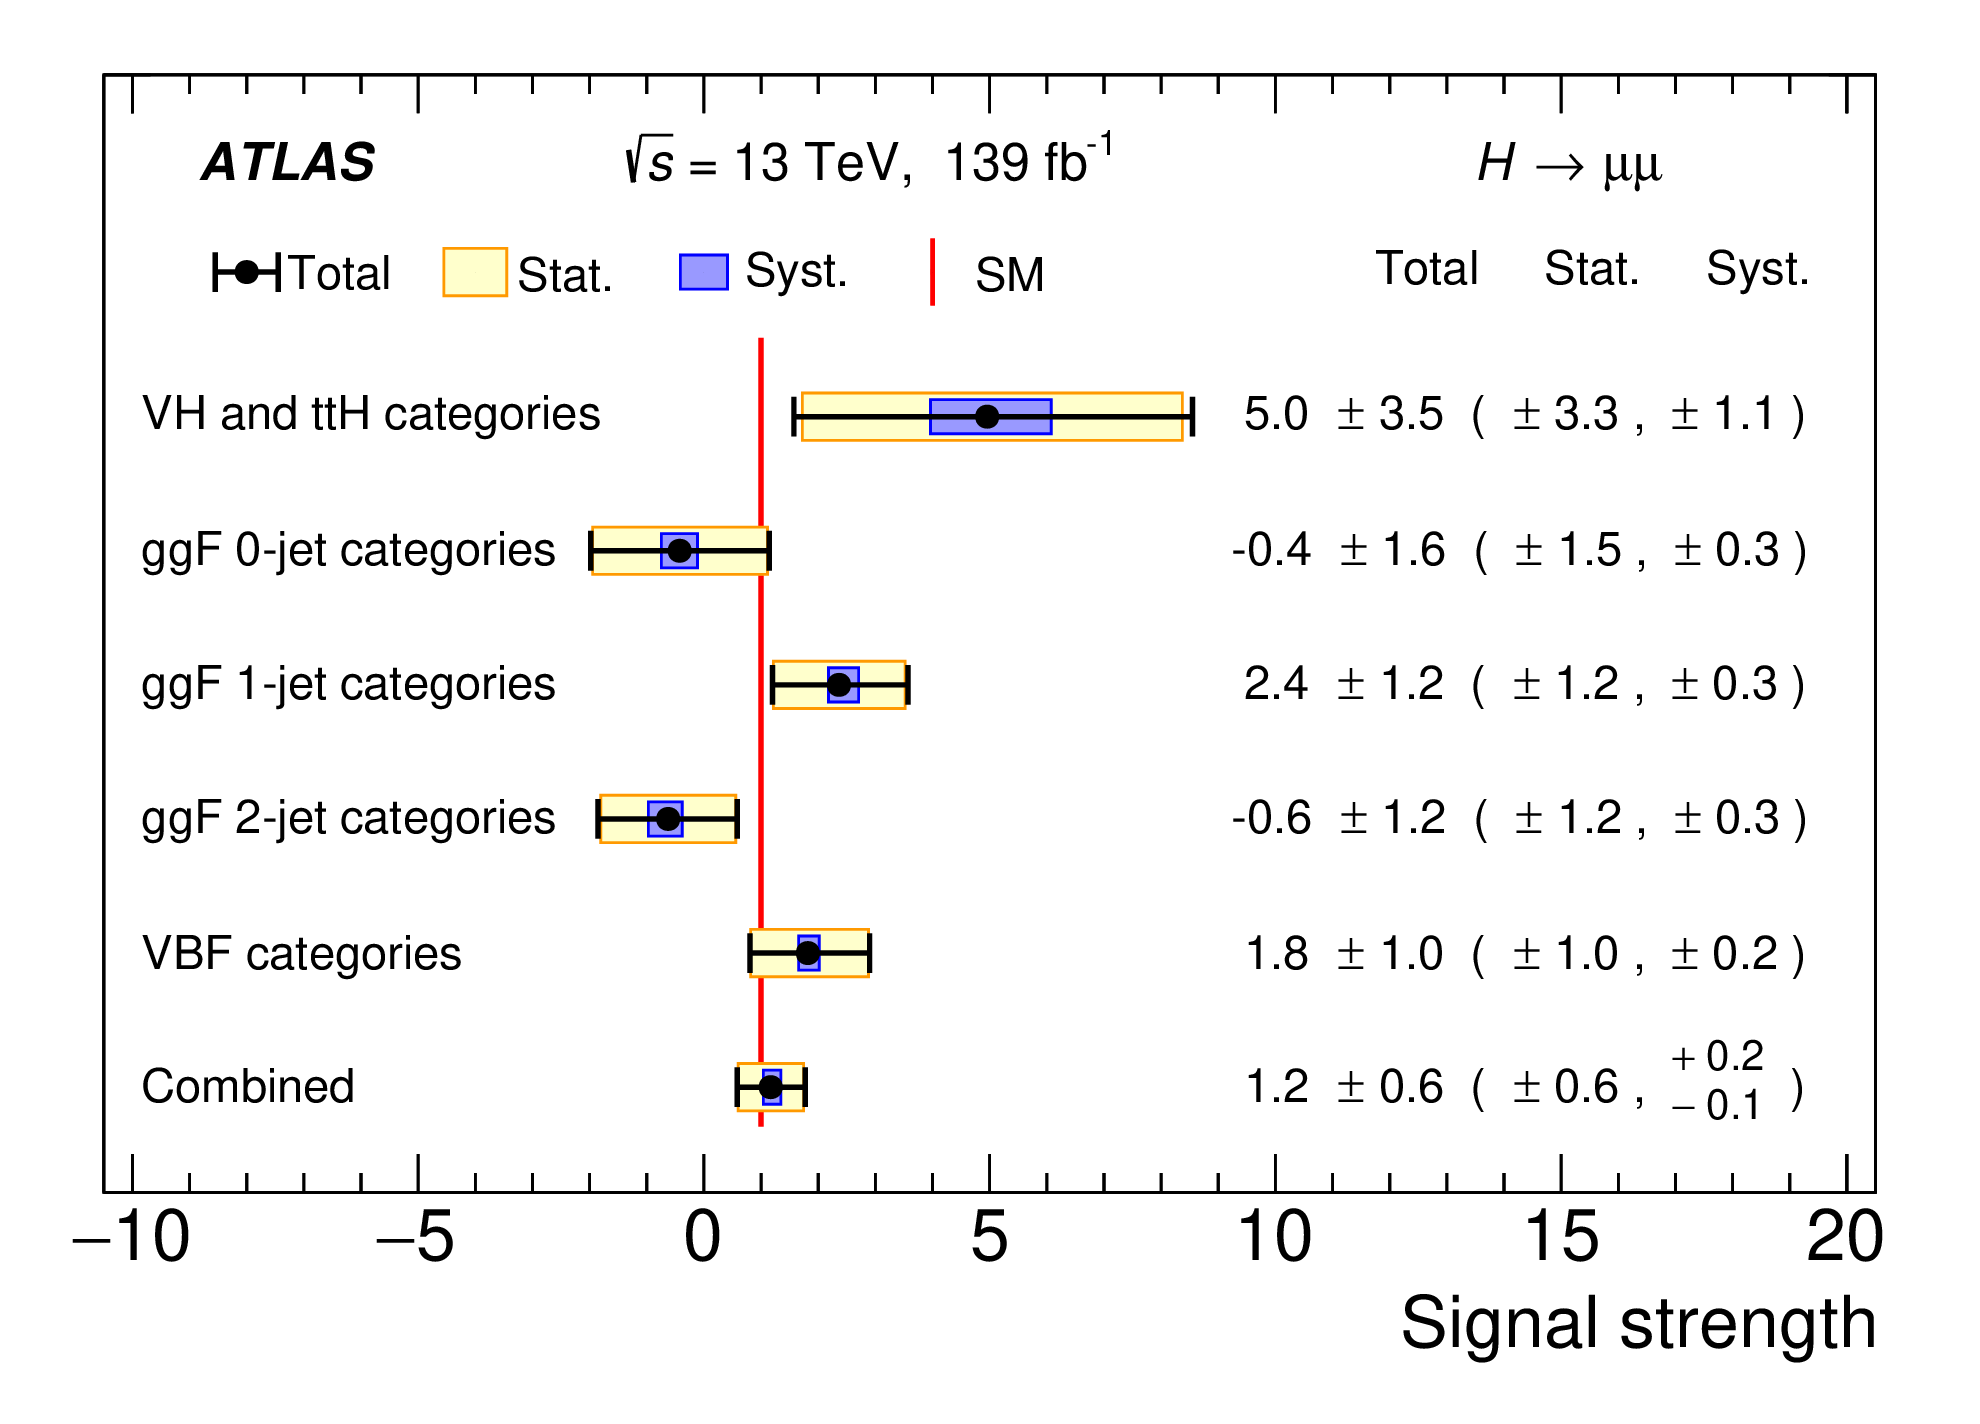 ATLAS √s = 13 TeV, 139 fb⁻¹ H → μμ
Total Stat. Syst. SM Total Stat. Syst.
VH and ttH categories 5.0 ± 3.5 ( ± 3.3 , ± 1.1 )
ggF 0-jet categories -0.4 ± 1.6 ( ± 1.5 , ± 0.3 )
ggF 1-jet categories 2.4 ± 1.2 ( ± 1.2 , ± 0.3 )
ggF 2-jet categories -0.6 ± 1.2 ( ± 1.2 , ± 0.3 )
VBF categories 1.8 ± 1.0 ( ± 1.0 , ± 0.2 )
Combined 1.2 ± 0.6 ( ± 0.6 , + 0.2 − 0.1 )
−10 −5 0 5 10 15 20
Signal strength